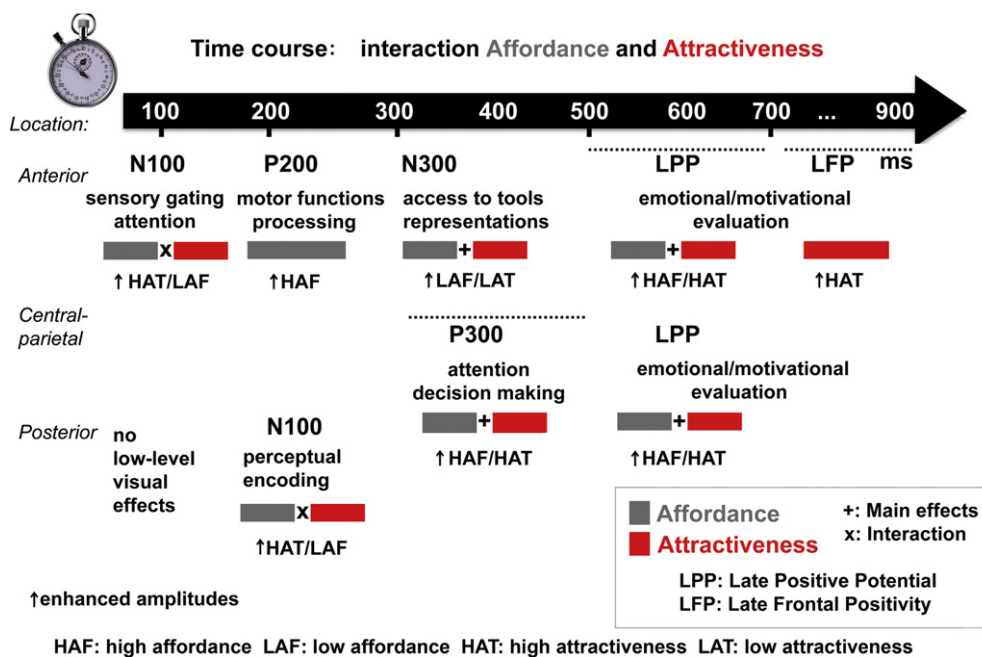 Time course: interaction Affordance and Attractiveness
100 200 300 400 500 600 700 ... 900
Location:
ms
Anterior
N100 P200 N300 LPP LFP
sensory gating motor functions access to tools emotional/motivational
attention processing representations evaluation
x + +
↑HAT/LAF ↑HAF ↑LAF/LAT ↑HAF/HAT ↑HAT
Central-
parietal
P300 LPP
attention emotional/motivational
decision making evaluation
+ +
↑HAF/HAT ↑HAF/HAT
Posterior
no
low-level
visual
effects
N100
perceptual
encoding
x
↑HAT/LAF
Affordance +: Main effects
Attractiveness x: Interaction
LPP: Late Positive Potential
LFP: Late Frontal Positivity
↑enhanced amplitudes
HAF: high affordance LAF: low affordance HAT: high attractiveness LAT: low attractiveness